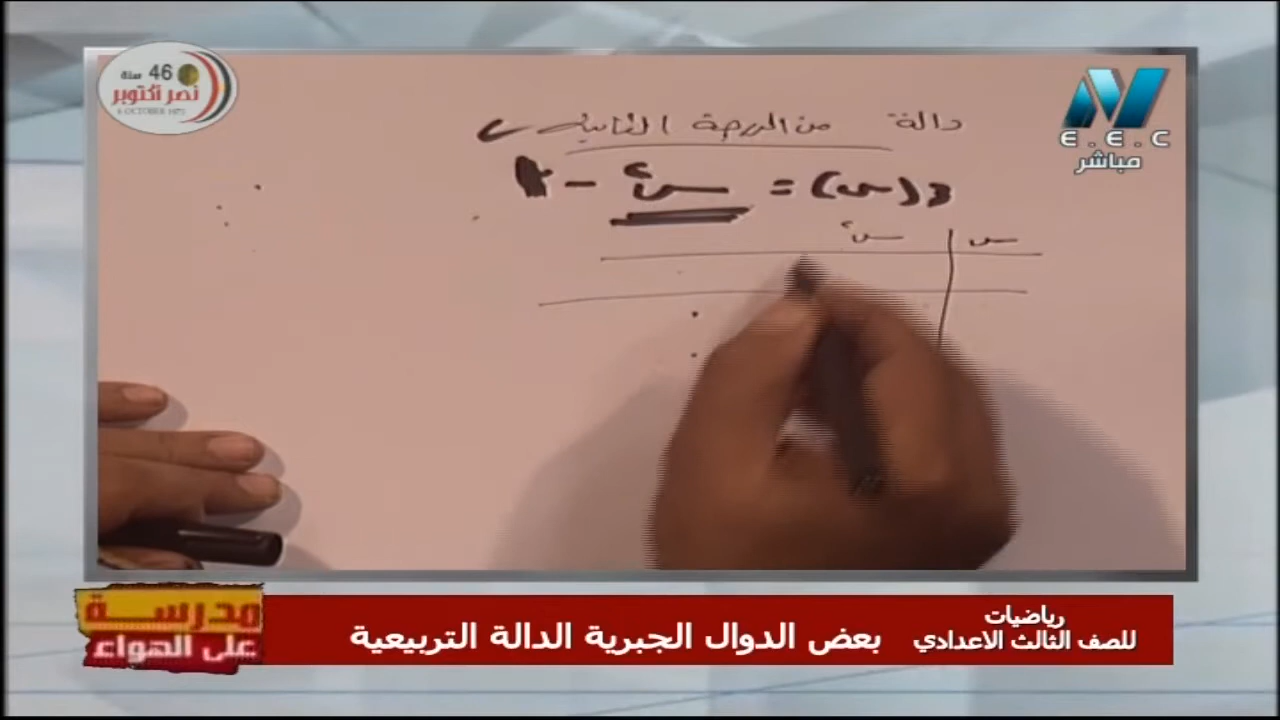 46 سنة
نصر أكتوبر
6 OCTOBER 1973
E.E.C
مباشر
دالة من الدرجة الثانية
د(س) = س² -
س
س²
مدرسة
على الهواء
رياضيات
للصف الثالث الاعدادي
بعض الدوال الجبرية الدالة التربيعية